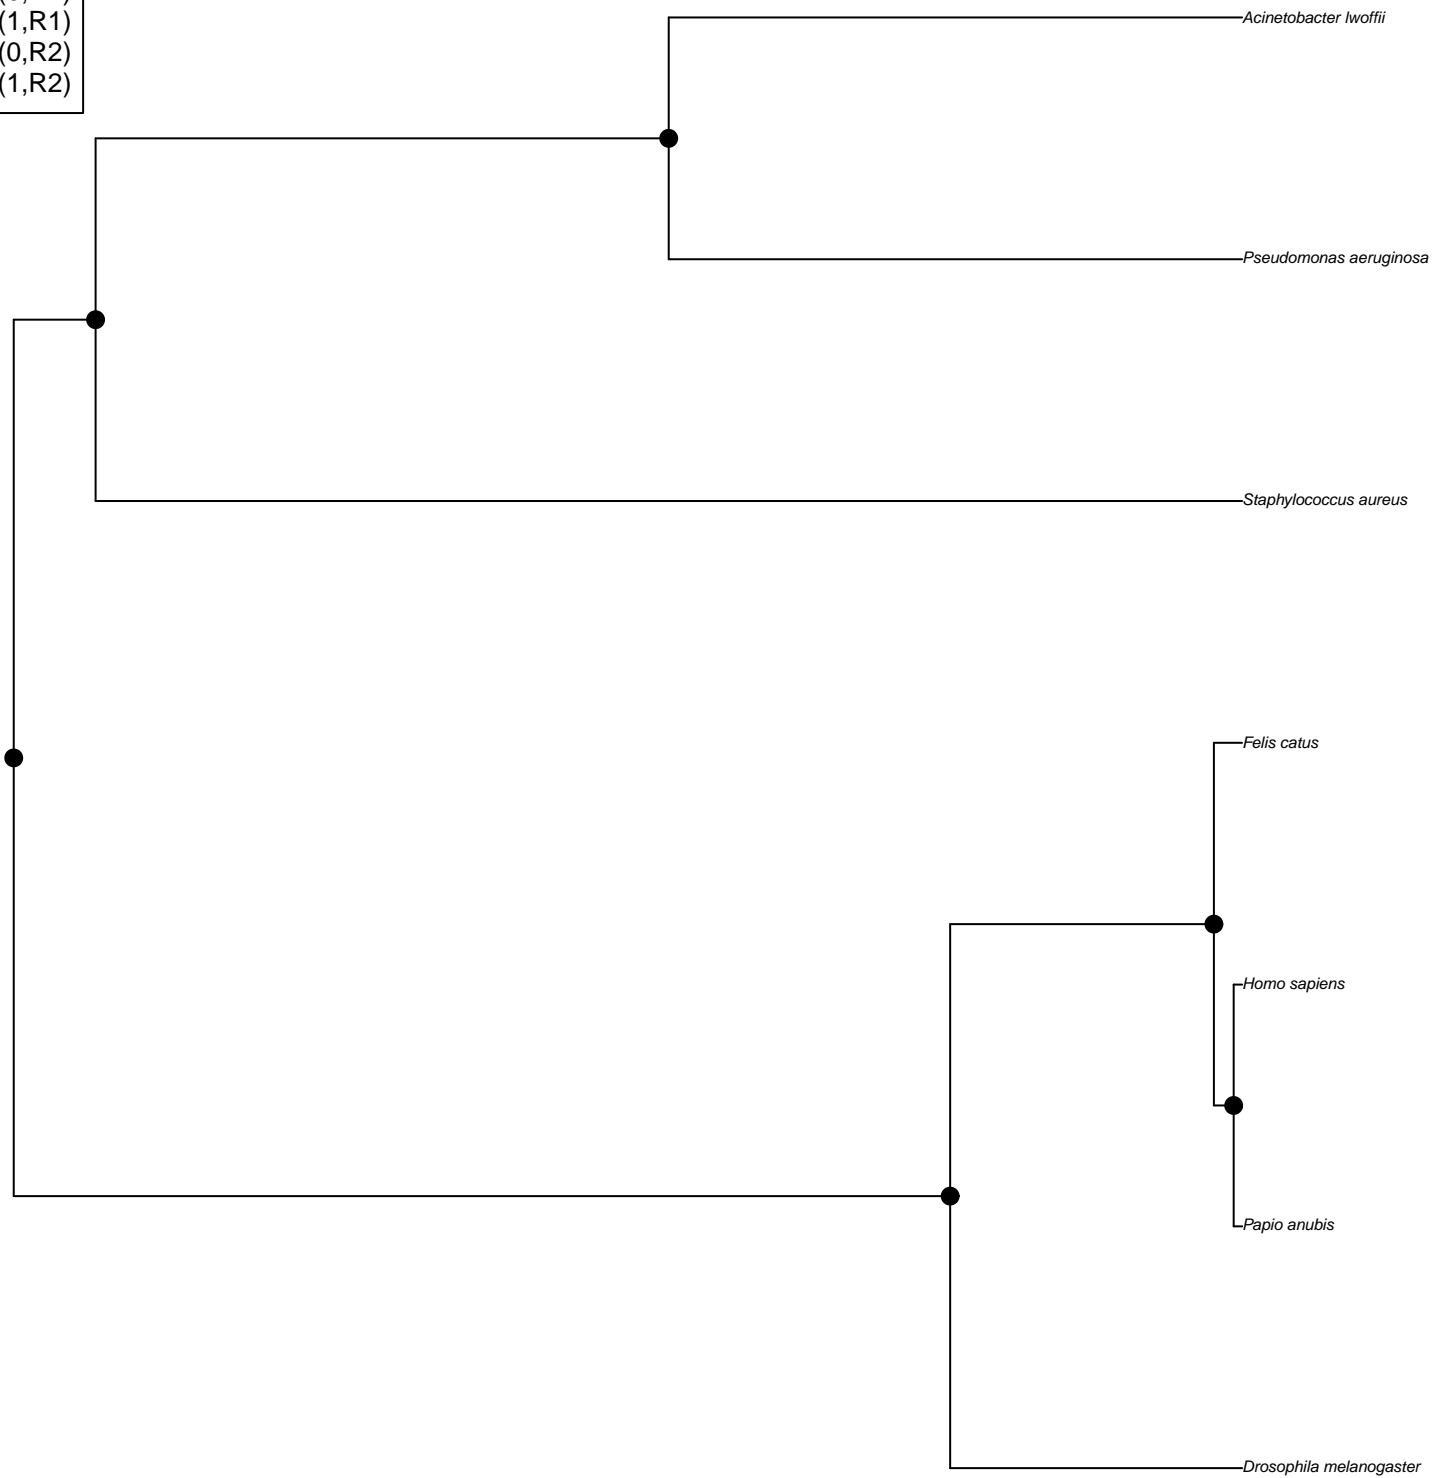 (1,R1)
(0,R2)
(1,R2)
Acinetobacter lwoffii
Pseudomonas aeruginosa
Staphylococcus aureus
Felis catus
Homo sapiens
Papio anubis
Drosophila melanogaster